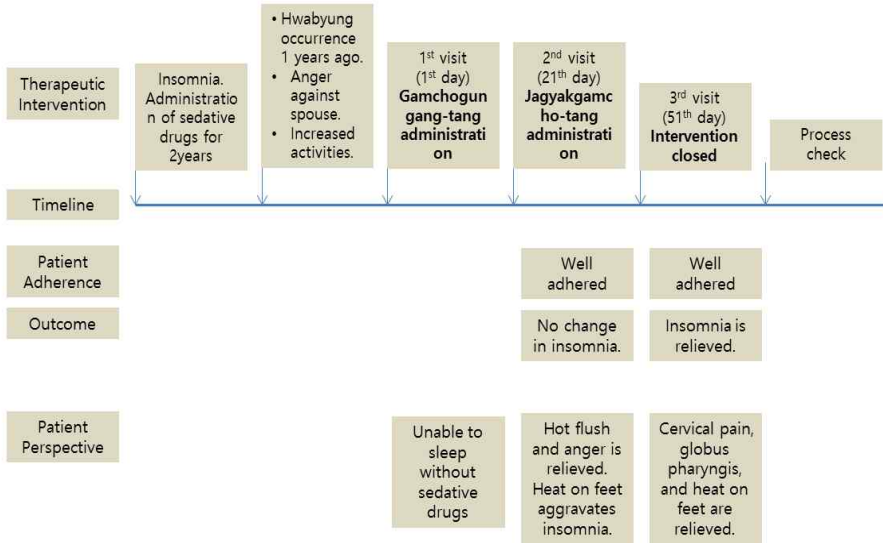 Therapeutic
Intervention
Insomnia.
Administratio
n of sedative
drugs for
2years
• Hwabyung
occurrence
1 years ago.
• Anger
against
spouse.
• Increased
activities.
1st visit
(1st day)
Gamchogun
gang-tang
administrati
on
2nd visit
(21th day)
Jagyakgamc
ho-tang
administrati
on
3rd visit
(51th day)
Intervention
closed
Process
check
Timeline
Patient
Adherence
Well
adhered
Well
adhered
Outcome
No change
in insomnia.
Insomnia is
relieved.
Patient
Perspective
Unable to
sleep
without
sedative
drugs
Hot flush
and anger is
relieved.
Heat on feet
aggravates
insomnia.
Cervical pain,
globus
pharyngis,
and heat on
feet are
relieved.